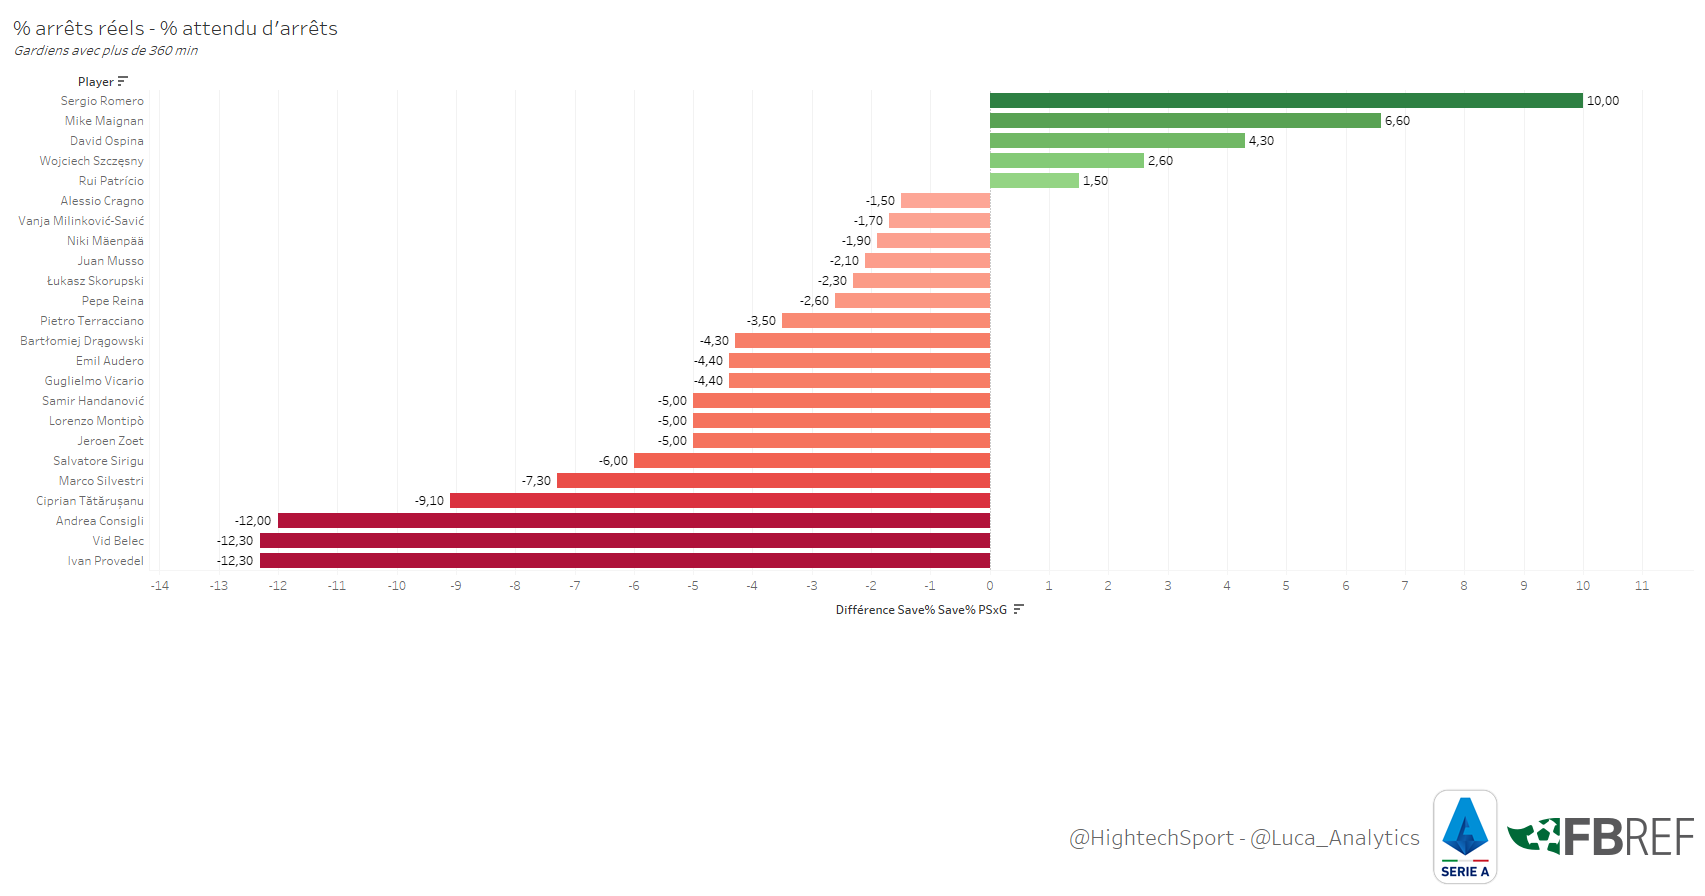 % arrêts réels - % attendu d'arrêts
Gardiens avec plus de 360 min
Player
Sergio Romero 10,00
Mike Maignan 6,60
David Ospina 4,30
Wojciech Szczęsny 2,60
Rui Patrício 1,50
Alessio Cragno -1,50
Vanja Milinković-Savić -1,70
Niki Mäenpää -1,90
Juan Musso -2,10
Łukasz Skorupski -2,30
Pepe Reina -2,60
Pietro Terracciano -3,50
Bartłomiej Drągowski -4,30
Emil Audero -4,40
Guglielmo Vicario -4,40
Samir Handanović -5,00
Lorenzo Montipò -5,00
Jeroen Zoet -5,00
Salvatore Sirigu -6,00
Marco Silvestri -7,30
Ciprian Tătărușanu -9,10
Andrea Consigli -12,00
Vid Belec -12,30
Ivan Provedel -12,30
-14 -13 -12 -11 -10 -9 -8 -7 -6 -5 -4 -3 -2 -1 0 1 2 3 4 5 6 7 8 9 10 11
Différence Save% Save% PSxG
@HightechSport - @Luca_Analytics
SERIE A
FBREF